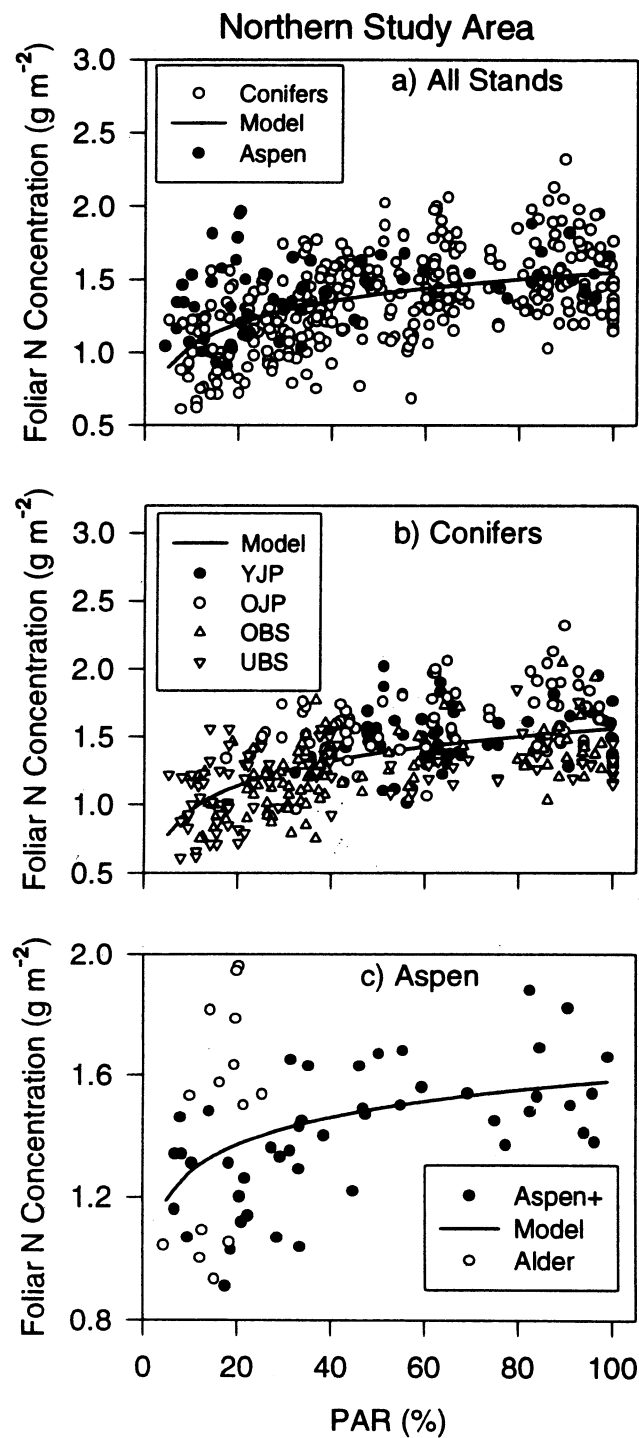 Northern Study Area
a) All Stands
Conifers
Model
Aspen
Foliar N Concentration (g m⁻²)
3.0
2.5
2.0
1.5
1.0
0.5
b) Conifers
Model
YJP
OJP
OBS
UBS
Foliar N Concentration (g m⁻²)
3.0
2.5
2.0
1.5
1.0
0.5
c) Aspen
Aspen+
Model
Alder
Foliar N Concentration (g m⁻²)
2.0
1.6
1.2
0.8
0 20 40 60 80 100
PAR (%)